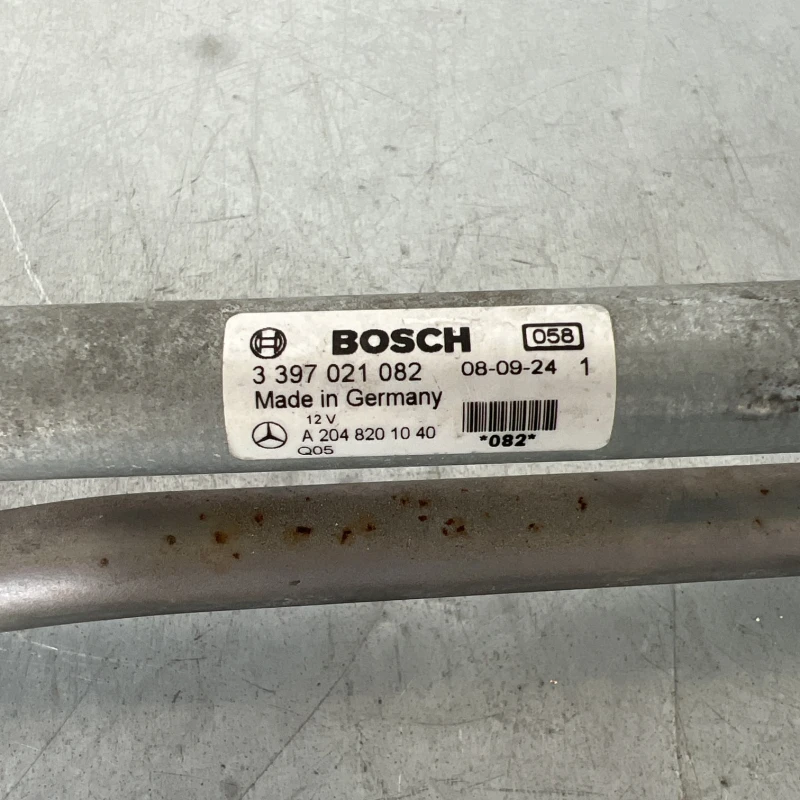 BOSCH 058
3 397 021 082 08-09-24 1
Made in Germany
12 V
A 204 820 10 40 *082*
Q05